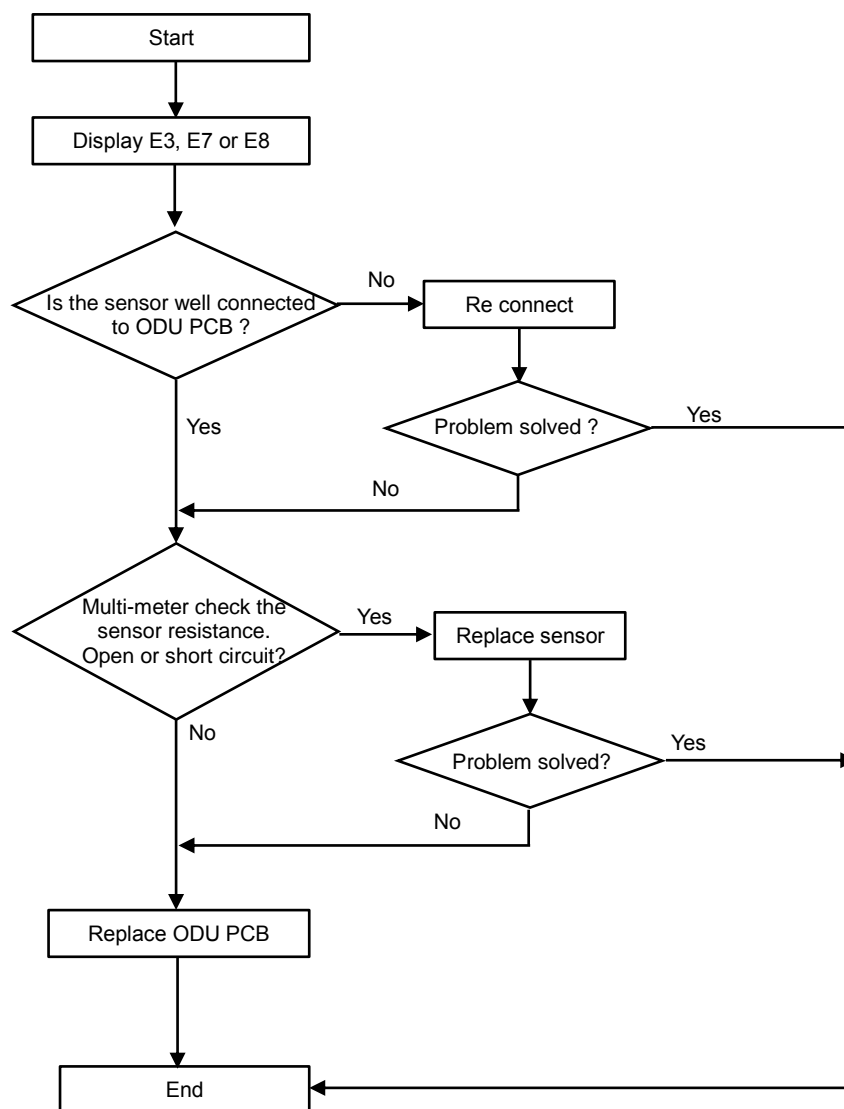 Start
Display E3, E7 or E8
Is the sensor well connected
to ODU PCB ?
No
Re connect
Yes
Problem solved ?
Yes
No
Multi-meter check the
sensor resistance.
Open or short circuit?
Yes
Replace sensor
No
Problem solved?
Yes
No
Replace ODU PCB
End